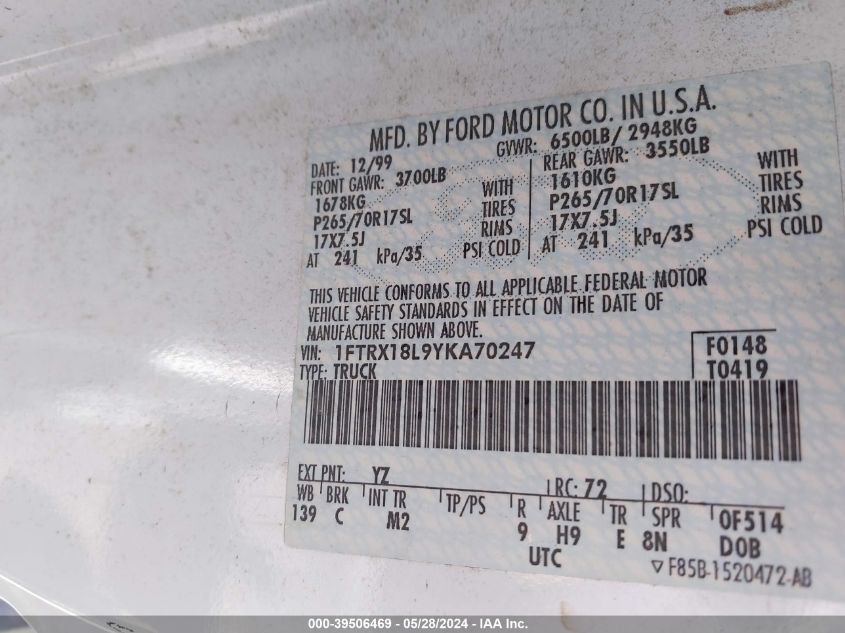 MFD. BY FORD MOTOR CO. IN U.S.A.
DATE: 12/99 GVWR: 6500LB/ 2948KG
FRONT GAWR: 3700LB REAR GAWR: 3550LB
1678KG WITH 1610KG WITH
P265/70R17SL TIRES P265/70R17SL TIRES
17X7.5J RIMS 17X7.5J RIMS
AT 241 kPa/35 PSI COLD AT 241 kPa/35 PSI COLD
THIS VEHICLE CONFORMS TO ALL APPLICABLE FEDERAL MOTOR
VEHICLE SAFETY STANDARDS IN EFFECT ON THE DATE OF
MANUFACTURE SHOWN ABOVE.
VIN: 1FTRX18L9YKA70247 F0148
TYPE: TRUCK T0419
EXT PNT: YZ RC: 72 DSO:
WB BRK INT TR TP/PS R AXLE TR SPR 0F514
139 C M2 9 H9 E 8N DOB
UTC ▽F85B-1520472-AB
000-39506469 - 05/28/2024 - IAA Inc.